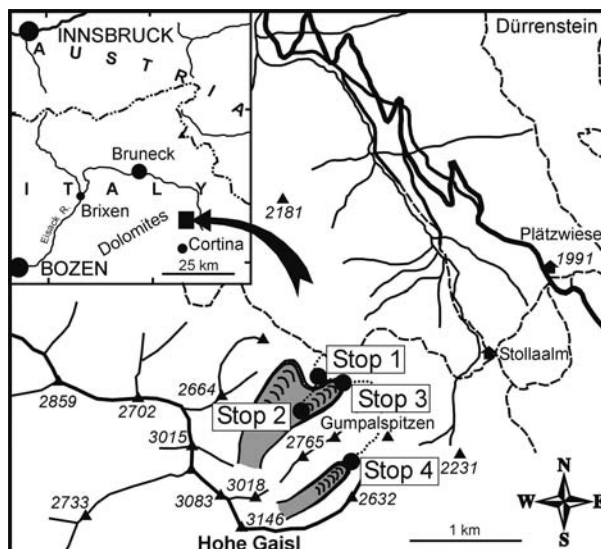 INNSBRUCK
AUSTRIA
Bruneck
ITALY
Brixen
Eisack R.
Dolomites
Cortina
BOZEN
25 km
Dürrenstein
2181
Plätzwiese
1991
Stollaalm
Stop 1
Stop 3
Stop 2
Gumpalspitzen
Stop 4
2859
2702
2664
3015
2765
2231
2733
3018
3083
2632
3146
Hohe Gaisl
1 km
N
W E
S